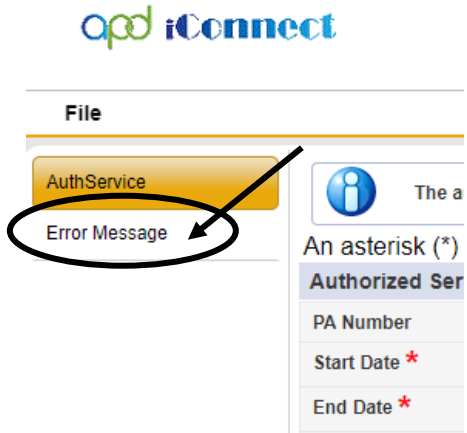 apd iConnect
File
AuthService
Error Message
The a
An asterisk (*)
Authorized Ser
PA Number
Start Date *
End Date *